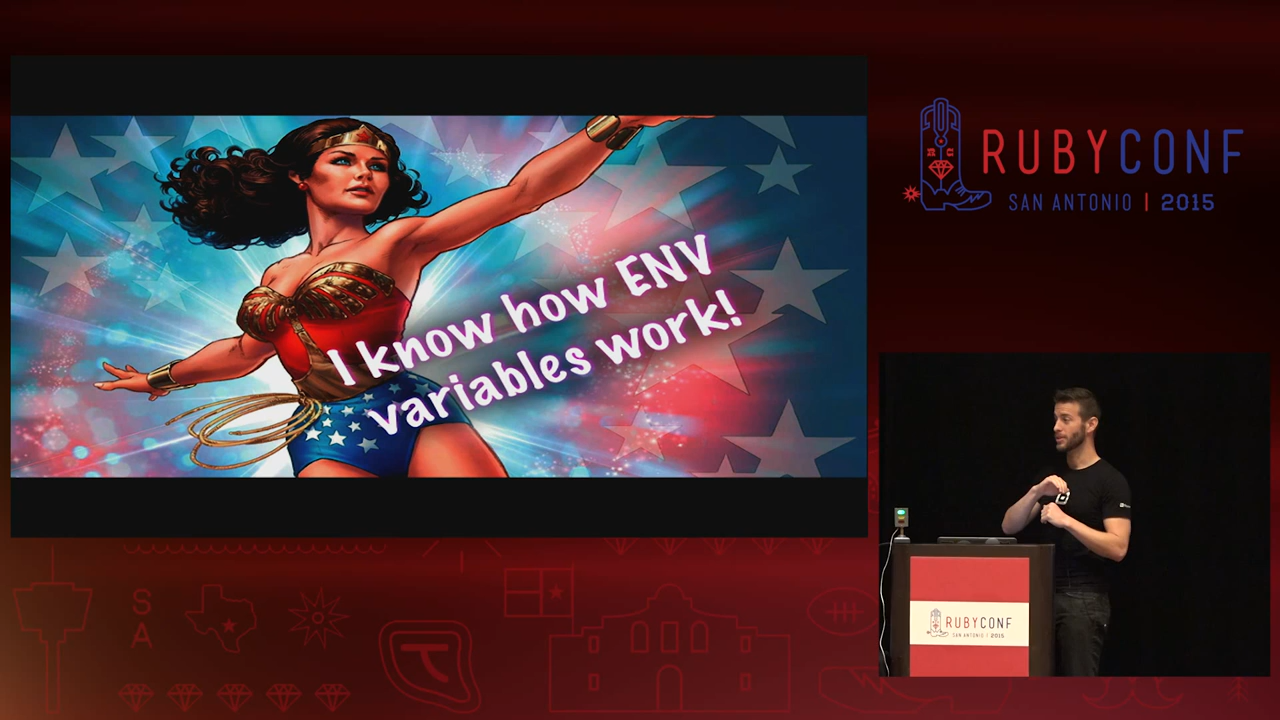 I know how ENV
variables work!
RUBYCONF
SAN ANTONIO | 2015
RUBYCONF
SAN ANTONIO | 2015
S
A